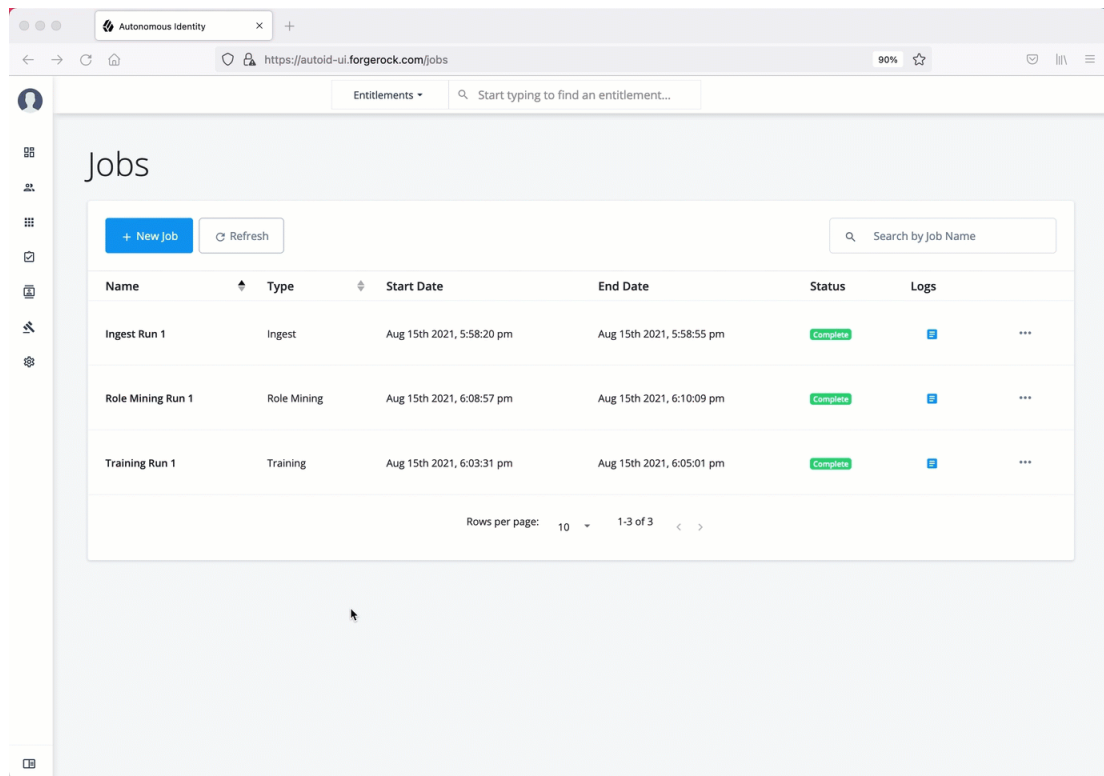 Autonomous Identity
https://autoid-ui.forgerock.com/jobs
90%
Entitlements
Start typing to find an entitlement...
Jobs
+ New Job
Refresh
Search by Job Name
Name Type Start Date End Date Status Logs
Ingest Run 1 Ingest Aug 15th 2021, 5:58:20 pm Aug 15th 2021, 5:58:55 pm Complete
Role Mining Run 1 Role Mining Aug 15th 2021, 6:08:57 pm Aug 15th 2021, 6:10:09 pm Complete
Training Run 1 Training Aug 15th 2021, 6:03:31 pm Aug 15th 2021, 6:05:01 pm Complete
Rows per page: 10 1-3 of 3